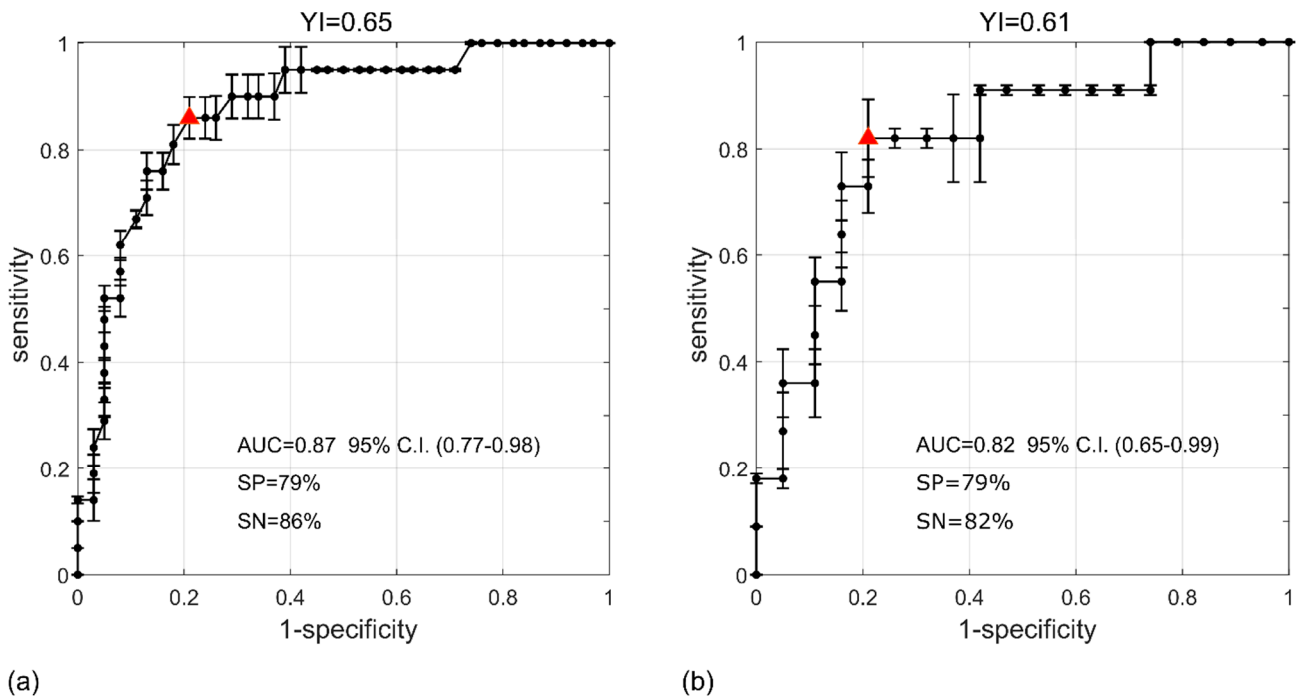 YI=0.65
1
0.8
0.6
0.4
0.2
0
sensitivity
AUC=0.87 95% C.I. (0.77-0.98)
SP=79%
SN=86%
0 0.2 0.4 0.6 0.8 1
1-specificity
(a)
YI=0.61
1
0.8
0.6
0.4
0.2
0
sensitivity
AUC=0.82 95% C.I. (0.65-0.99)
SP=79%
SN=82%
0 0.2 0.4 0.6 0.8 1
1-specificity
(b)